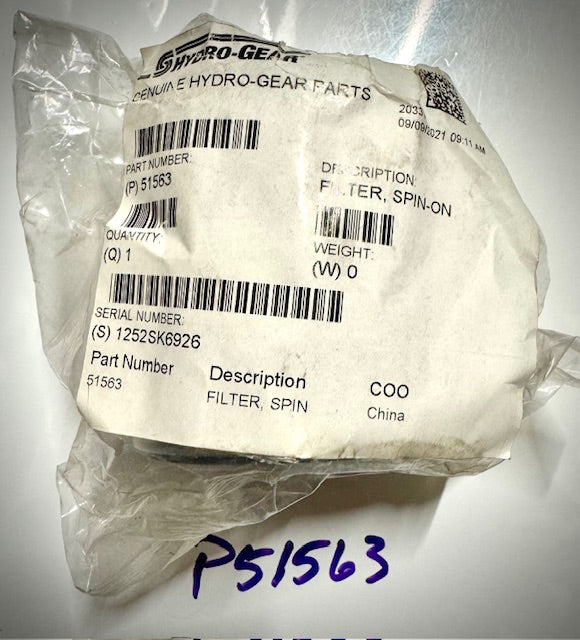 HYDRO-GEAR
GENUINE HYDRO-GEAR PARTS
2033
09/09/2021 09:11 AM
PART NUMBER:
(P) 51563
DESCRIPTION:
FILTER, SPIN-ON
QUANTITY:
(Q) 1
WEIGHT:
(W) 0
SERIAL NUMBER:
(S) 1252SK6926
Part Number Description COO
51563 FILTER, SPIN China
P51563